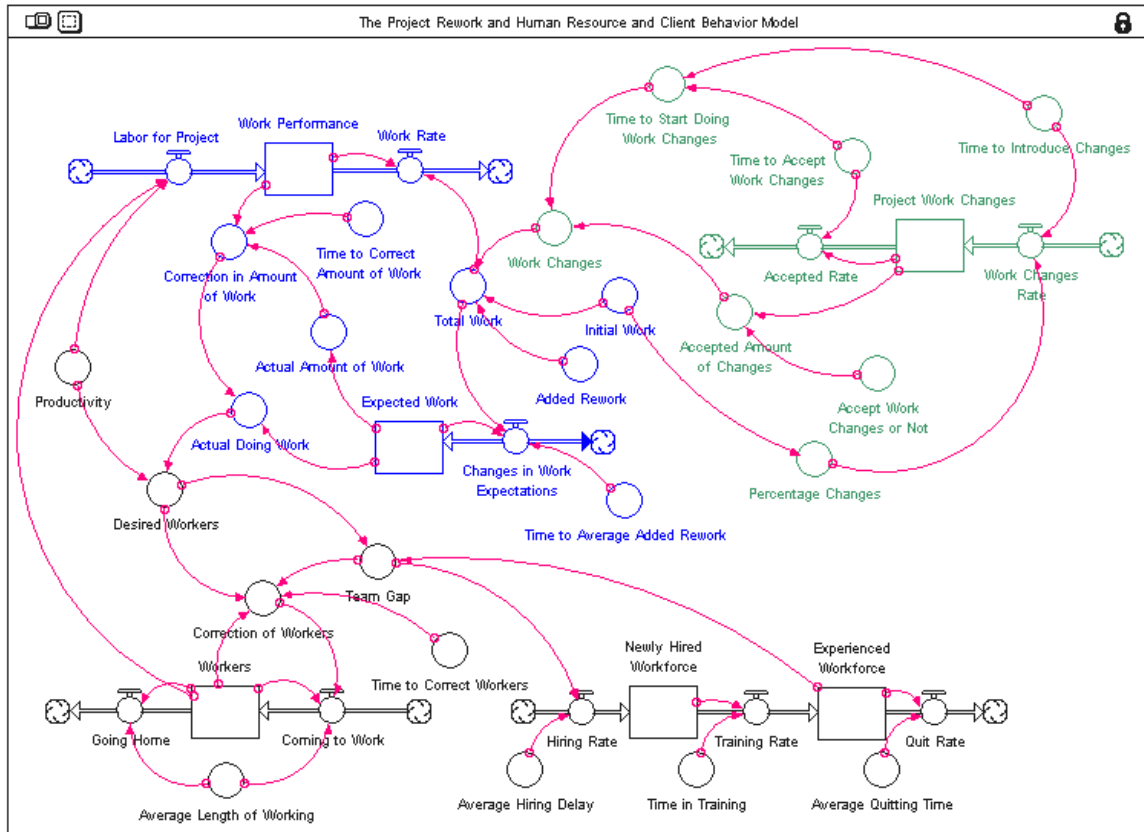 The Project Rework and Human Resource and Client Behavior Model
Labor for Project
Work Performance
Work Rate
Time to Start Doing
Work Changes
Time to Introduce Changes
Time to Accept
Work Changes
Project Work Changes
Time to Correct
Amount of Work
Correction in Amount
of Work
Work Changes
Accepted Rate
Work Changes
Rate
Total Work
Initial Work
Actual Amount of Work
Accepted Amount
of Changes
Productivity
Expected Work
Added Rework
Accept Work
Changes or Not
Actual Doing Work
Changes in Work
Expectations
Percentage Changes
Desired Workers
Time to Average Added Rework
Team Gap
Correction of Workers
Newly Hired
Workforce
Experienced
Workforce
Workers
Time to Correct Workers
Going Home
Coming to Work
Hiring Rate
Training Rate
Quit Rate
Average Length of Working
Average Hiring Delay
Time in Training
Average Quitting Time